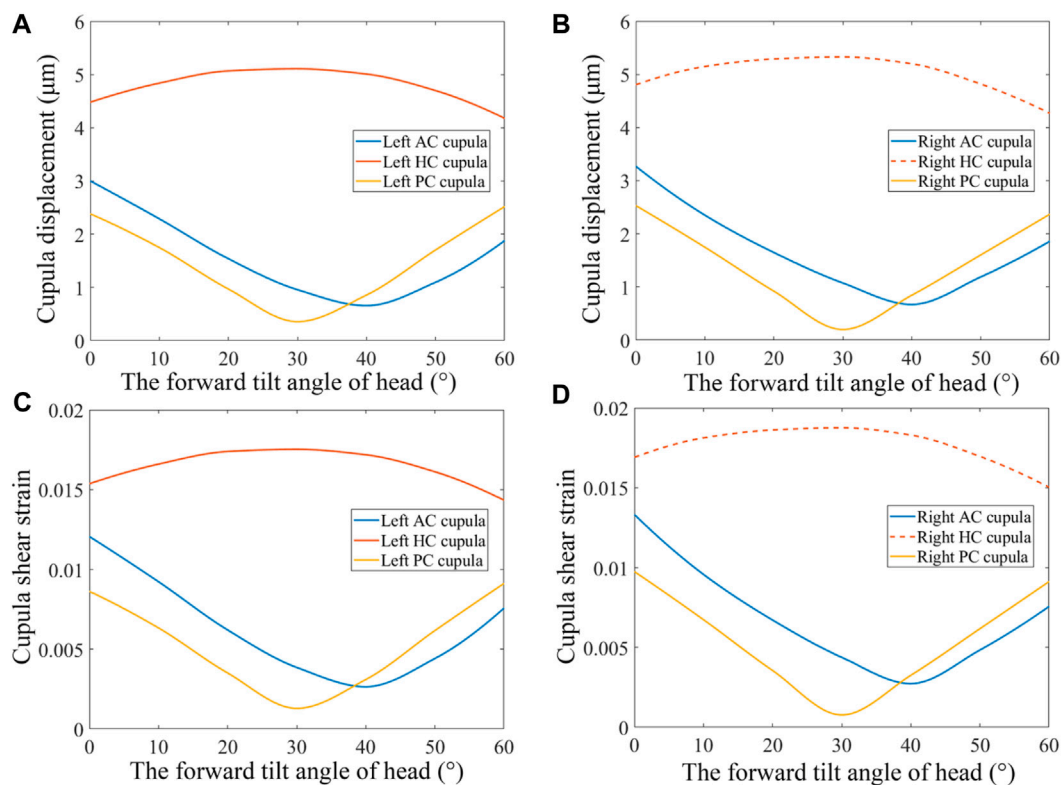 A
Cupula displacement (μm)
6
5
4
3
2
1
0
Left AC cupula
Left HC cupula
Left PC cupula
0 10 20 30 40 50 60
The forward tilt angle of head (°)
B
Cupula displacement (μm)
6
5
4
3
2
1
0
Right AC cupula
Right HC cupula
Right PC cupula
0 10 20 30 40 50 60
The forward tilt angle of head (°)
C
Cupula shear strain
0.02
0.015
0.01
0.005
0
Left AC cupula
Left HC cupula
Left PC cupula
0 10 20 30 40 50 60
The forward tilt angle of head (°)
D
Cupula shear strain
0.02
0.015
0.01
0.005
0
Right AC cupula
Right HC cupula
Right PC cupula
0 10 20 30 40 50 60
The forward tilt angle of head (°)